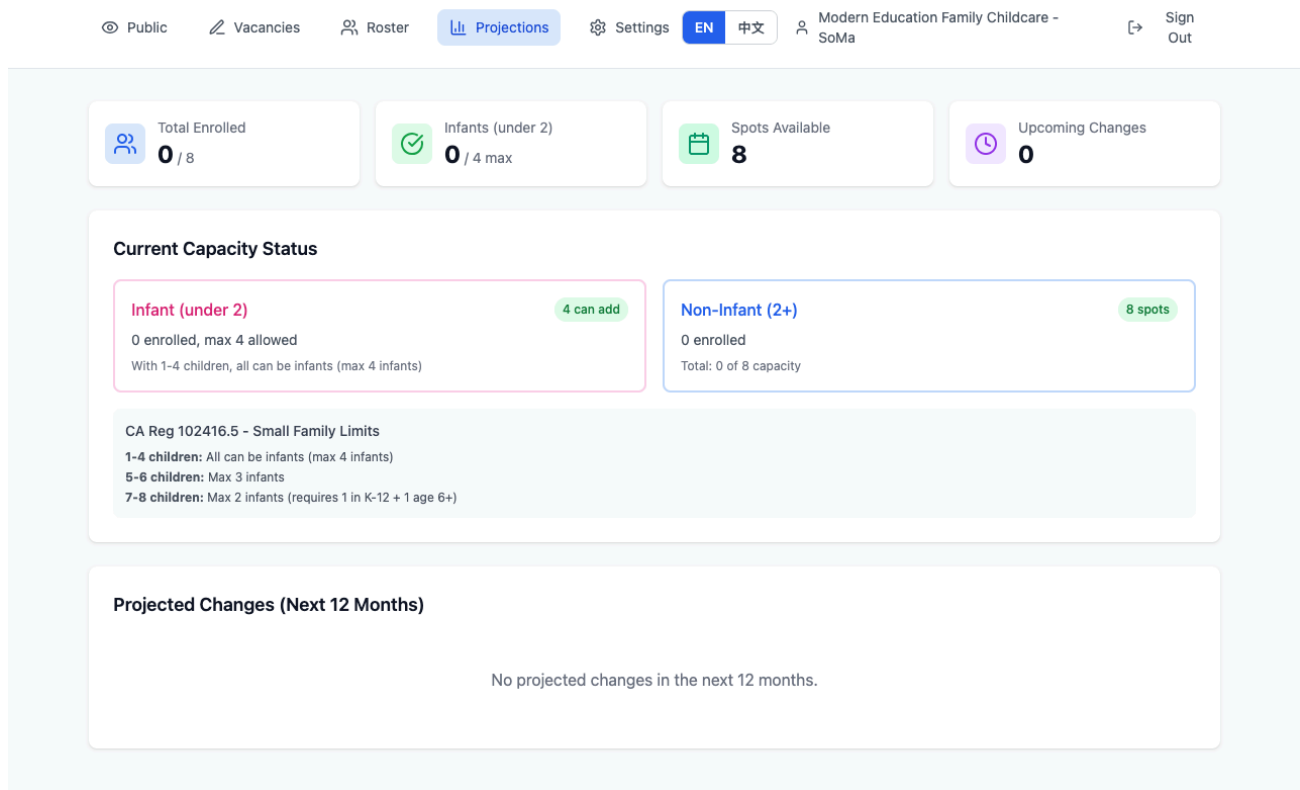 Public
Vacancies
Roster
Projections
Settings
EN
中文
Modern Education Family Childcare -
SoMa
Sign
Out
Total Enrolled
0 / 8
Infants (under 2)
0 / 4 max
Spots Available
8
Upcoming Changes
0
Current Capacity Status
Infant (under 2)
4 can add
0 enrolled, max 4 allowed
With 1-4 children, all can be infants (max 4 infants)
Non-Infant (2+)
8 spots
0 enrolled
Total: 0 of 8 capacity
CA Reg 102416.5 - Small Family Limits
1-4 children: All can be infants (max 4 infants)
5-6 children: Max 3 infants
7-8 children: Max 2 infants (requires 1 in K-12 + 1 age 6+)
Projected Changes (Next 12 Months)
No projected changes in the next 12 months.